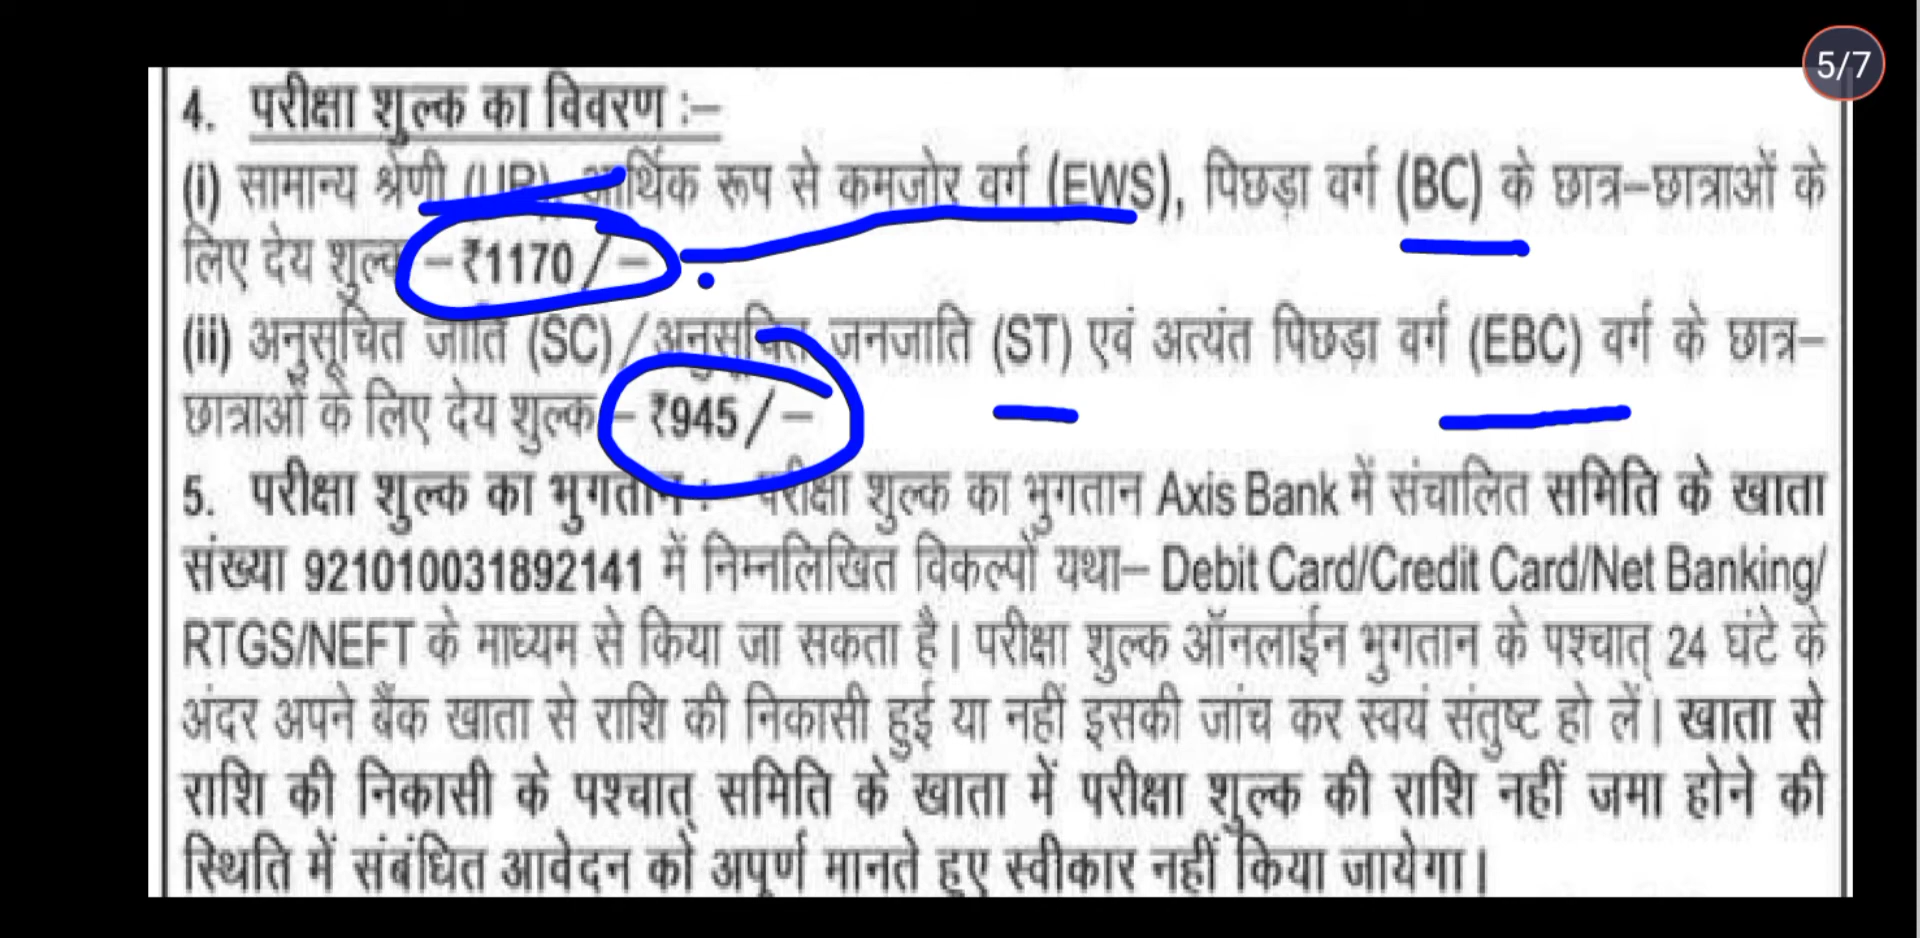 5/7
4. परीक्षा शुल्क का विवरण :–
(i) सामान्य श्रेणी (UR), आर्थिक रूप से कमजोर वर्ग (EWS), पिछड़ा वर्ग (BC) के छात्र–छात्राओं के
लिए देय शुल्क – ₹1170/–
(ii) अनुसूचित जाति (SC)/अनुसूचित जनजाति (ST) एवं अत्यंत पिछड़ा वर्ग (EBC) वर्ग के छात्र–
छात्राओं के लिए देय शुल्क – ₹945/–
5. परीक्षा शुल्क का भुगतान : परीक्षा शुल्क का भुगतान Axis Bank में संचालित समिति के खाता
संख्या 921010031892141 में निम्नलिखित विकल्पों यथा– Debit Card/Credit Card/Net Banking/
RTGS/NEFT के माध्यम से किया जा सकता है। परीक्षा शुल्क ऑनलाईन भुगतान के पश्चात् 24 घंटे के
अंदर अपने बैंक खाता से राशि की निकासी हुई या नहीं इसकी जांच कर स्वयं संतुष्ट हो लें। खाता से
राशि की निकासी के पश्चात् समिति के खाता में परीक्षा शुल्क की राशि नहीं जमा होने की
स्थिति में संबंधित आवेदन को अपूर्ण मानते हुए स्वीकार नहीं किया जायेगा।